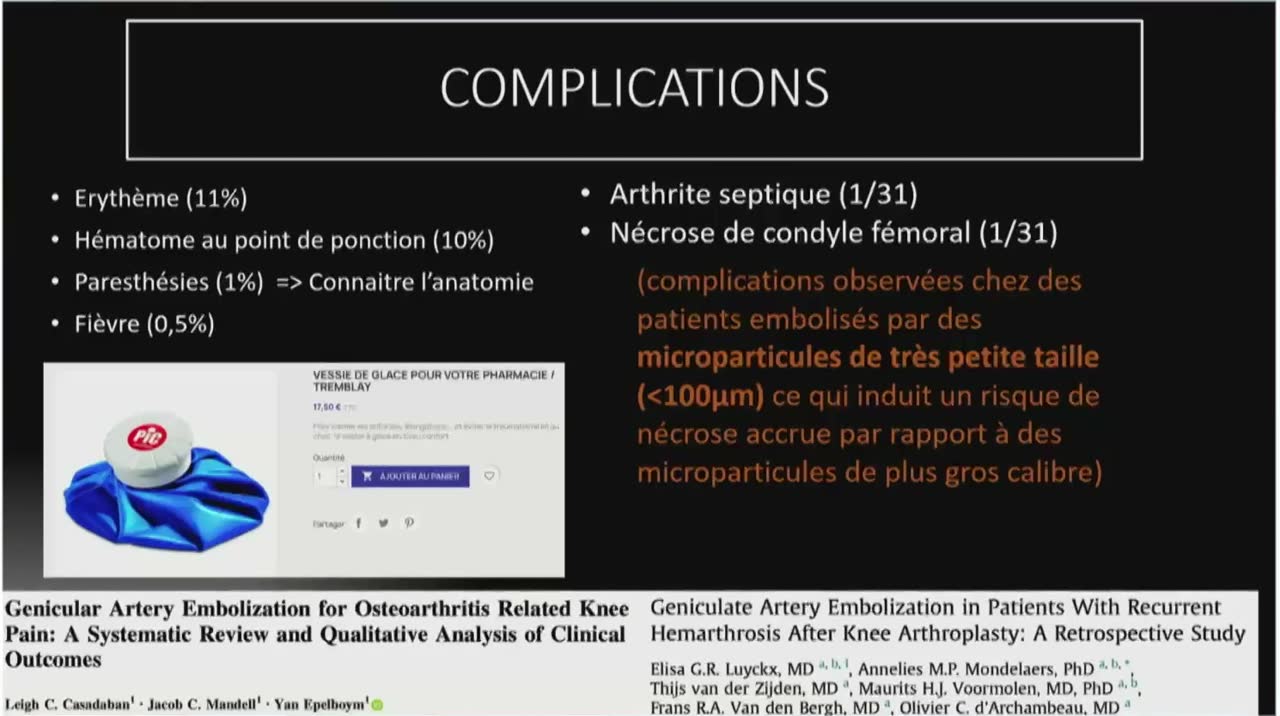 COMPLICATIONS
• Erythème (11%)
• Hématome au point de ponction (10%)
• Paresthésies (1%) => Connaitre l'anatomie
• Fièvre (0,5%)
• Arthrite septique (1/31)
• Nécrose de condyle fémoral (1/31)
(complications observées chez des
patients embolisés par des
microparticules de très petite taille
(<100µm) ce qui induit un risque de
nécrose accrue par rapport à des
microparticules de plus gros calibre)
PiC
VESSIE DE GLACE POUR VOTRE PHARMACIE /
TREMBLAY
17,50 € TTC
Quantité
1
AJOUTER AU PANIER
Partager
Genicular Artery Embolization for Osteoarthritis Related Knee
Pain: A Systematic Review and Qualitative Analysis of Clinical
Outcomes
Leigh C. Casadaban¹ · Jacob C. Mandell¹ · Yan Epelboym¹
Geniculate Artery Embolization in Patients With Recurrent
Hemarthrosis After Knee Arthroplasty: A Retrospective Study
Elisa G.R. Luyckx, MD a, b, 1, Annelies M.P. Mondelaers, PhD a, b, *,
Thijs van der Zijden, MD a, Maurits H.J. Voormolen, MD, PhD a, b,
Frans R.A. Van den Bergh, MD a, Olivier C. d'Archambeau, MD a